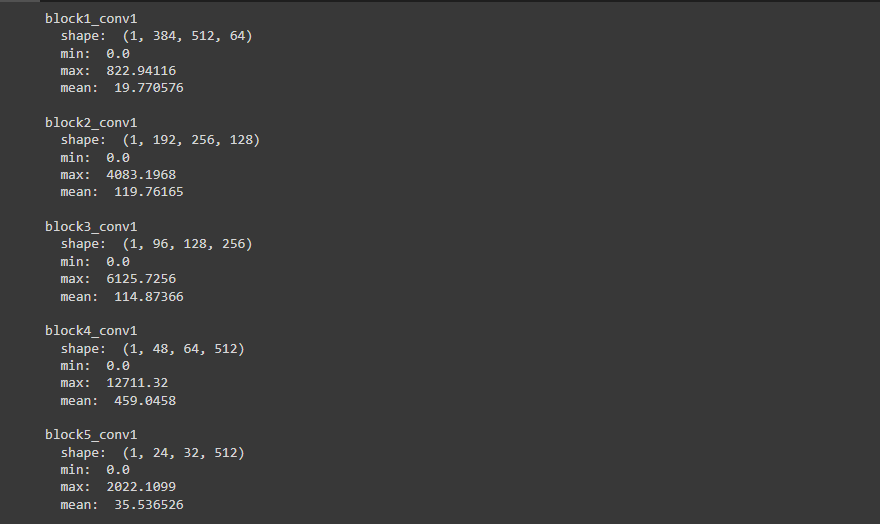 block1_conv1
shape: (1, 384, 512, 64)
min: 0.0
max: 822.94116
mean: 19.770576
block2_conv1
shape: (1, 192, 256, 128)
min: 0.0
max: 4083.1968
mean: 119.76165
block3_conv1
shape: (1, 96, 128, 256)
min: 0.0
max: 6125.7256
mean: 114.87366
block4_conv1
shape: (1, 48, 64, 512)
min: 0.0
max: 12711.32
mean: 459.0458
block5_conv1
shape: (1, 24, 32, 512)
min: 0.0
max: 2022.1099
mean: 35.536526